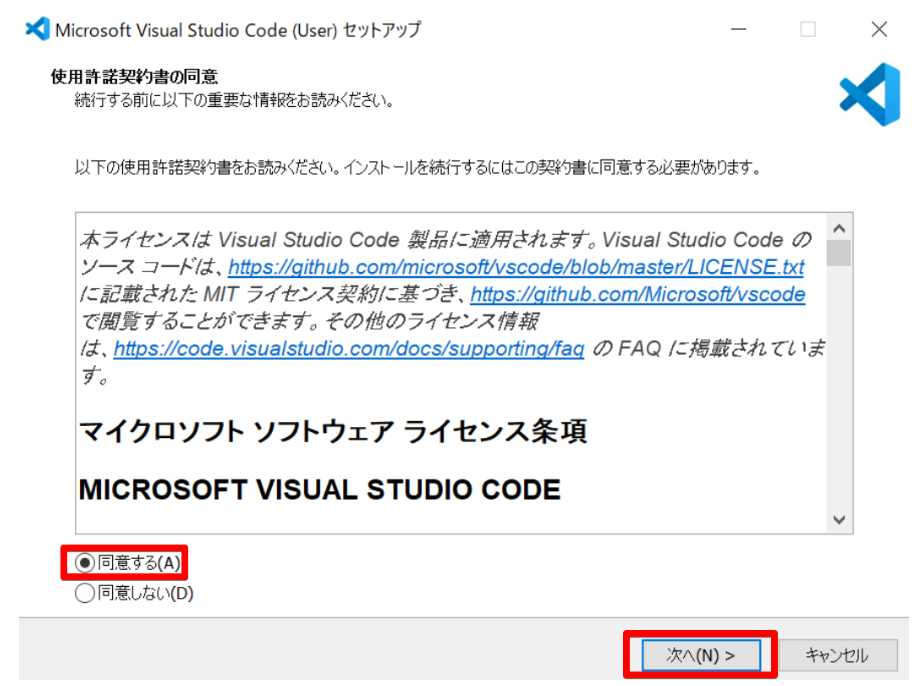 Microsoft Visual Studio Code (User) セットアップ
使用許諾契約書の同意
続行する前に以下の重要な情報をお読みください。
以下の使用許諾契約書をお読みください。インストールを続行するにはこの契約書に同意する必要があります。
本ライセンスは Visual Studio Code 製品に適用されます。Visual Studio Code の
ソース コードは、https://github.com/microsoft/vscode/blob/master/LICENSE.txt
に記載された MIT ライセンス契約に基づき、https://github.com/Microsoft/vscode
で閲覧することができます。その他のライセンス情報
は、https://code.visualstudio.com/docs/supporting/faq の FAQ に掲載されていま
す。
マイクロソフト ソフトウェア ライセンス条項
MICROSOFT VISUAL STUDIO CODE
同意する(A)
同意しない(D)
次へ(N) >
キャンセル